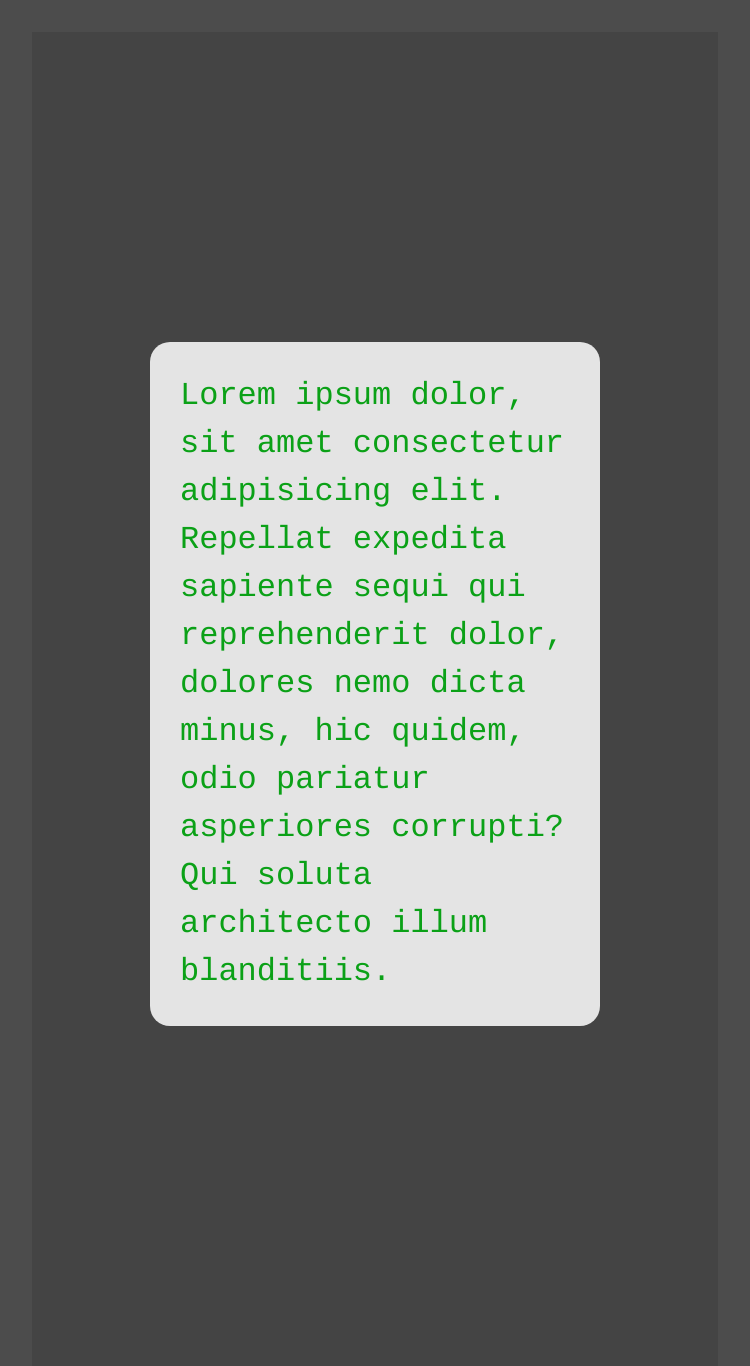 Lorem ipsum dolor,
sit amet consectetur
adipisicing elit.
Repellat expedita
sapiente sequi qui
reprehenderit dolor,
dolores nemo dicta
minus, hic quidem,
odio pariatur
asperiores corrupti?
Qui soluta
architecto illum
blanditiis.